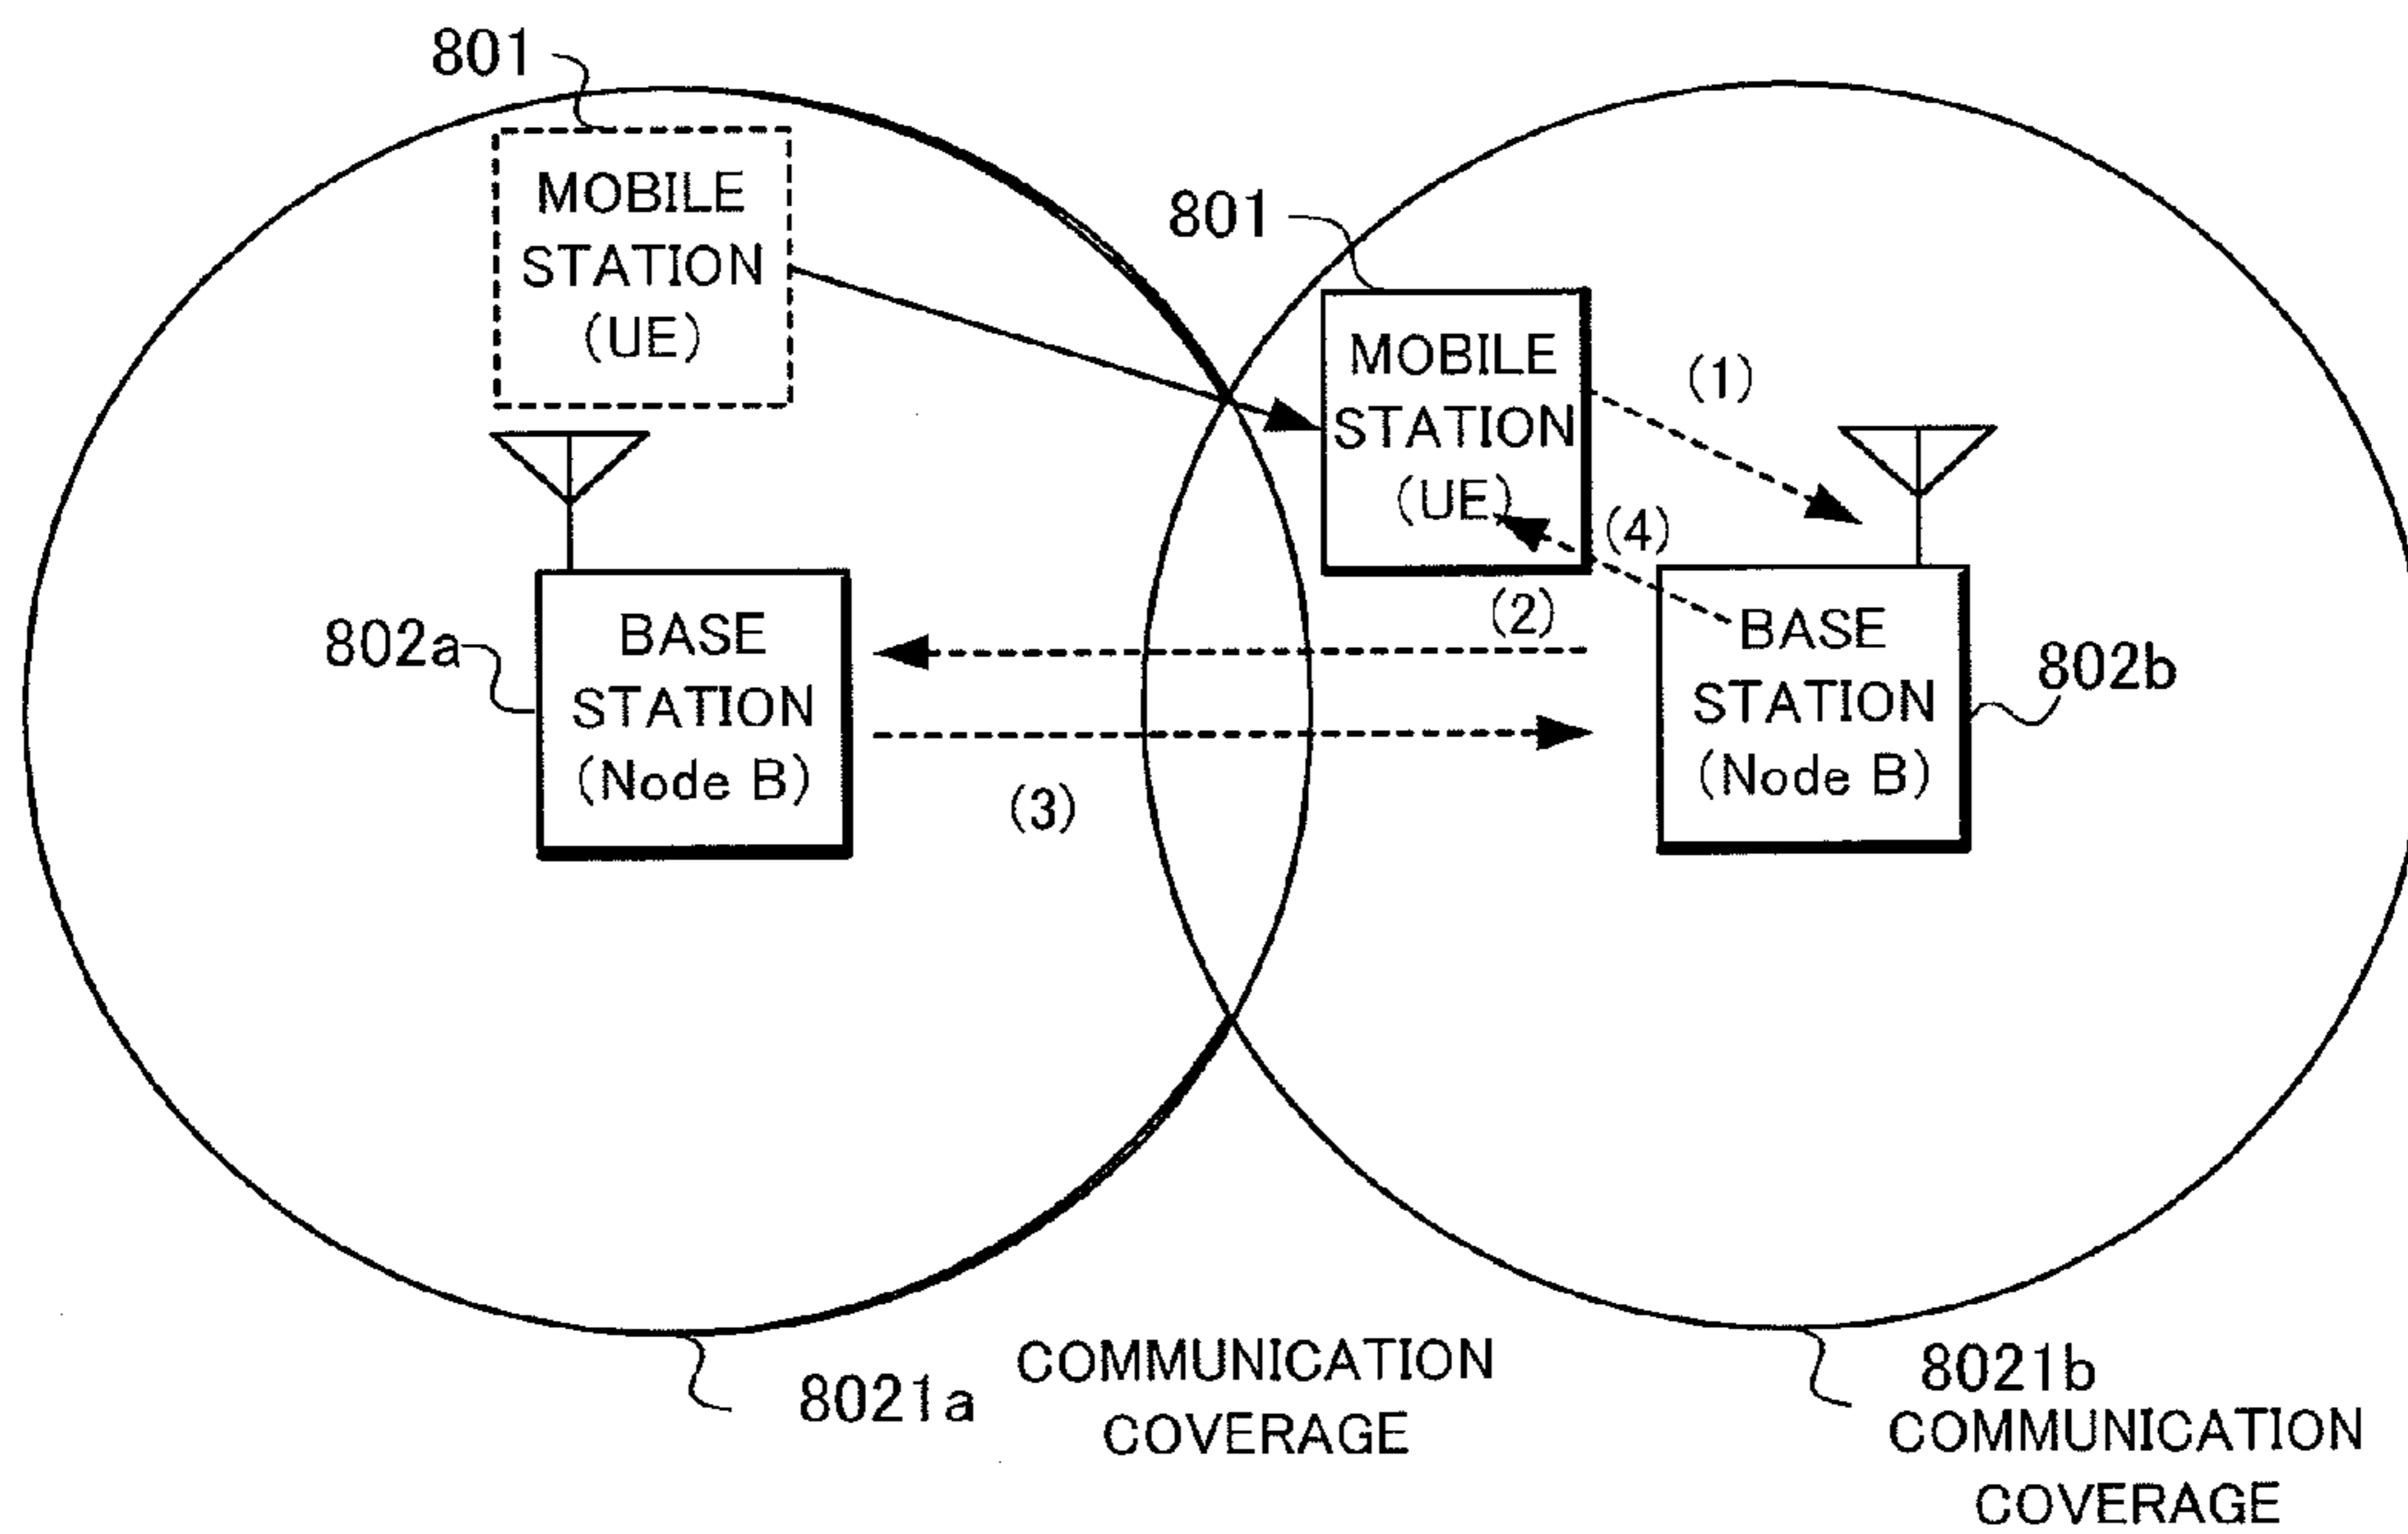 801
MOBILE
STATION
(UE)
801
MOBILE
STATION
(UE)
(1)
(4)
(2)
802a
BASE
STATION
(Node B)
(3)
BASE
STATION
(Node B)
802b
8021a
COMMUNICATION
COVERAGE
8021b
COMMUNICATION
COVERAGE